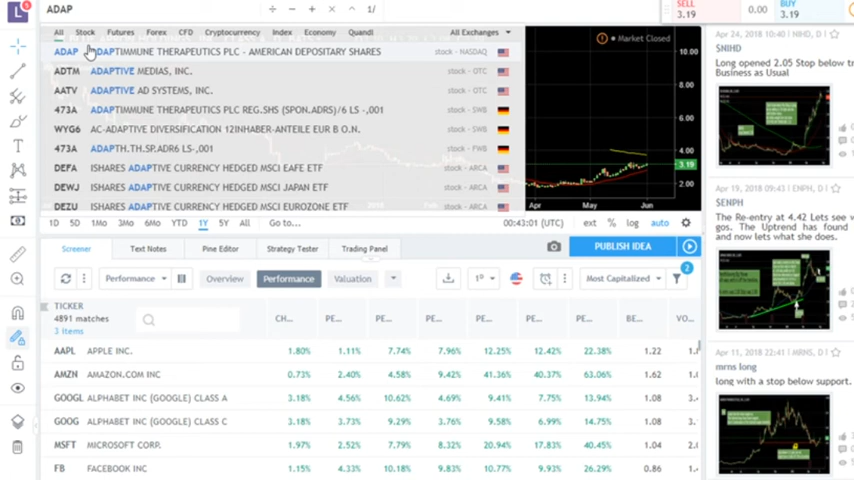 L
5
ADAP
÷ − + × ^ 1/
SELL
3.19
0.00
BUY
3.19
All Stock Futures Forex CFD Cryptocurrency Index Economy Quandl All Exchanges
ADAP ADAPTIMMUNE THERAPEUTICS PLC - AMERICAN DEPOSITARY SHARES stock - NASDAQ
ADTM ADAPTIVE MEDIAS, INC. stock - OTC
AATV ADAPTIVE AD SYSTEMS, INC. stock - OTC
473A ADAPTIMMUNE THERAPEUTICS PLC REG.SHS (SPON.ADRS)/6 LS -,001 stock - SWB
WYG6 AC-ADAPTIVE DIVERSIFICATION 12INHABER-ANTEILE EUR B O.N. stock - SWB
473A ADAPTH.TH.SP.ADR6 LS -,001 stock - FWB
DEFA ISHARES ADAPTIVE CURRENCY HEDGED MSCI EAFE ETF stock - ARCA
DEWJ ISHARES ADAPTIVE CURRENCY HEDGED MSCI JAPAN ETF stock - ARCA
DEZU ISHARES ADAPTIVE CURRENCY HEDGED MSCI EUROZONE ETF stock - ARCA
Market Closed
10.00
6.00
4.00
3.19
2.00
Apr May Jun
1D 5D 1Mo 3Mo 6Mo YTD 1Y 5Y All Go to...
00:43:01 (UTC) ext % log auto
Screener Text Notes Pine Editor Strategy Tester Trading Panel
PUBLISH IDEA
Performance Overview Performance Valuation
1D
Most Capitalized
2
TICKER
4891 matches
3 Items
CH... PE... PE... PE... PE... PE... PE... BE... VO...
AAPL APPLE INC. 1.80% 1.11% 7.74% 7.96% 12.25% 12.42% 22.38% 1.22
AMZN AMAZON.COM INC 0.73% 2.40% 4.58% 9.42% 41.36% 40.37% 63.06% 1.62
GOOGL ALPHABET INC (GOOGLE) CLASS A 3.18% 4.56% 10.62% 4.69% 9.41% 7.75% 13.94% 1.08
GOOG ALPHABET INC (GOOGLE) CLASS C 3.18% 3.73% 9.29% 3.76% 9.58% 6.99% 14.75% 1.08
MSFT MICROSOFT CORP. 1.97% 2.52% 7.79% 8.32% 20.94% 17.83% 40.45% 1.04
FB FACEBOOK INC 1.15% 4.33% 10.18% 9.83% 10.77% 9.93% 26.29% 0.86
Apr 24, 2018 10:45 NIHD, D
$NIHD
Long opened 2.05 Stop below tr
Business as Usual
Apr 19, 2018 09:43 ENPH, D
$ENPH
The Re-entry at 4.42 Lets see w
gos. The Uptrend has found
and now lets what she does.
Apr 11, 2018 22:41 MRNS, D
mrns long
long with a stop below support.